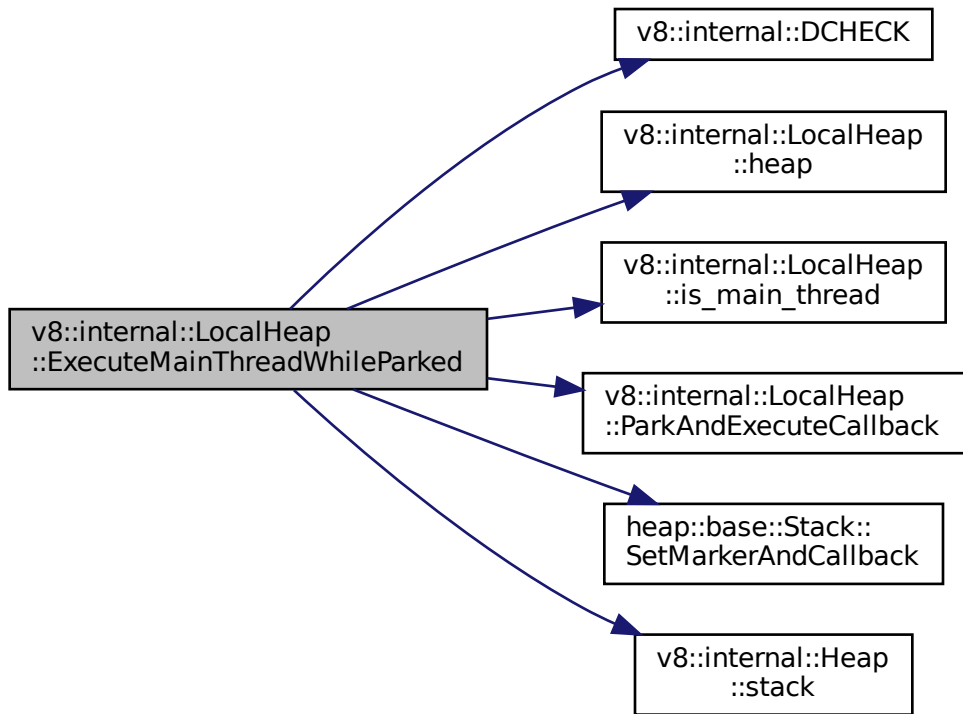 v8::internal::DCHECK
v8::internal::LocalHeap
::heap
v8::internal::LocalHeap
::is_main_thread
v8::internal::LocalHeap
::ExecuteMainThreadWhileParked
v8::internal::LocalHeap
::ParkAndExecuteCallback
heap::base::Stack::
SetMarkerAndCallback
v8::internal::Heap
::stack